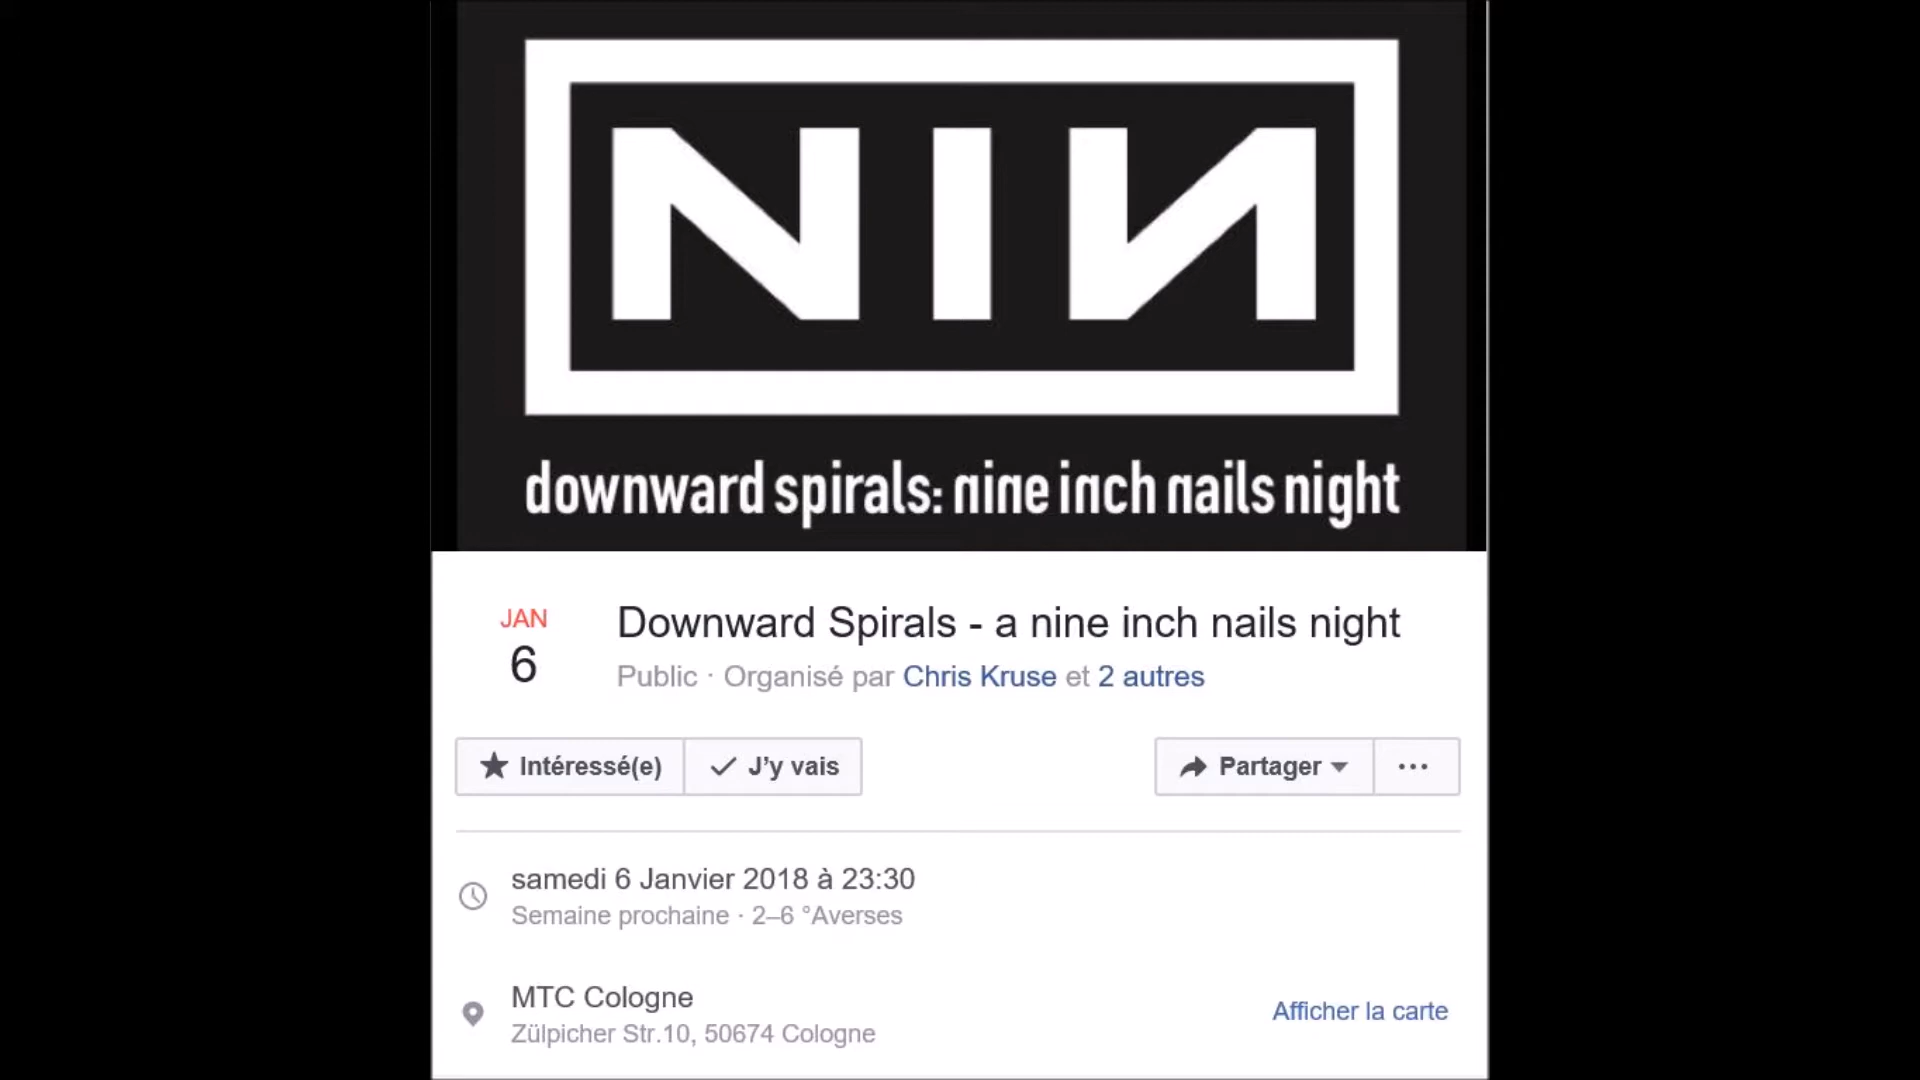 NIN
downward spirals: nine inch nails night
JAN
6
Downward Spirals - a nine inch nails night
Public · Organisé par Chris Kruse et 2 autres
Intéressé(e)
J'y vais
Partager
samedi 6 Janvier 2018 à 23:30
Semaine prochaine · 2–6 °Averses
MTC Cologne
Zülpicher Str.10, 50674 Cologne
Afficher la carte